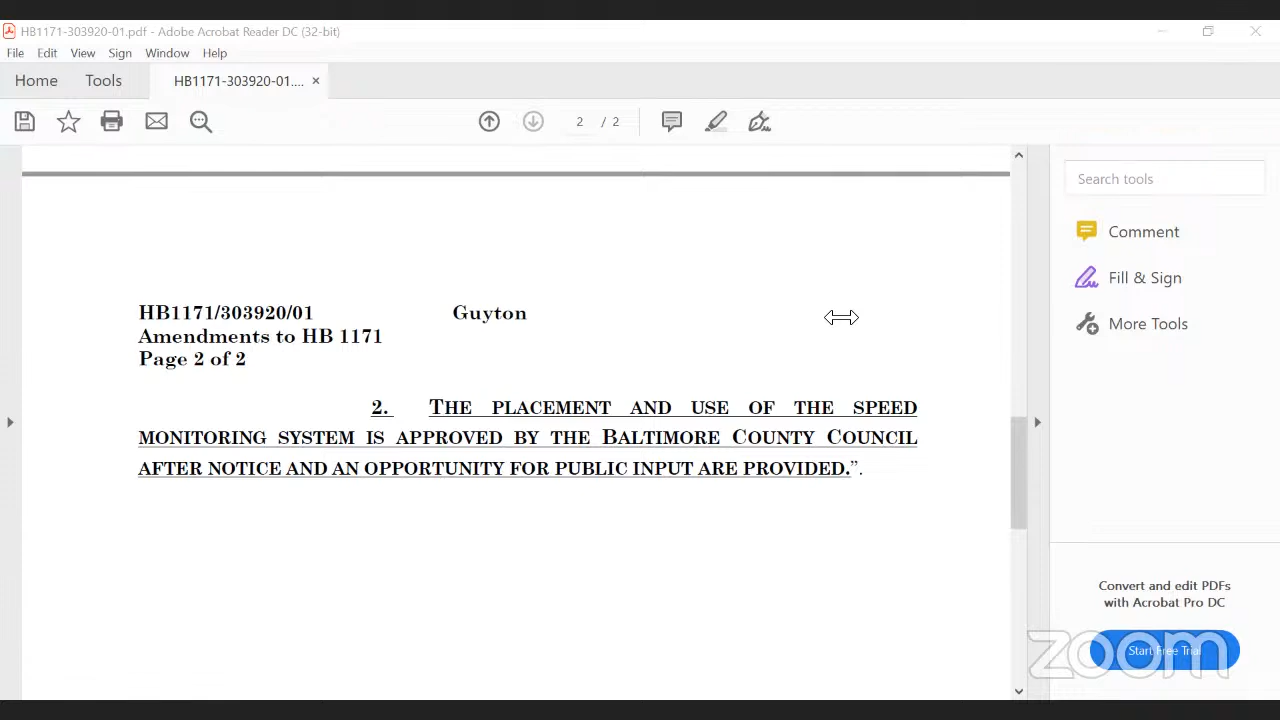 HB1171-303920-01.pdf - Adobe Acrobat Reader DC (32-bit)
File Edit View Sign Window Help
Home Tools HB1171-303920-01.... ×
2 / 2
Search tools
Comment
Fill & Sign
More Tools
HB1171/303920/01 Guyton
Amendments to HB 1171
Page 2 of 2
2. THE PLACEMENT AND USE OF THE SPEED
MONITORING SYSTEM IS APPROVED BY THE BALTIMORE COUNTY COUNCIL
AFTER NOTICE AND AN OPPORTUNITY FOR PUBLIC INPUT ARE PROVIDED.”.
Convert and edit PDFs
with Acrobat Pro DC
Start Free Trial
zoom